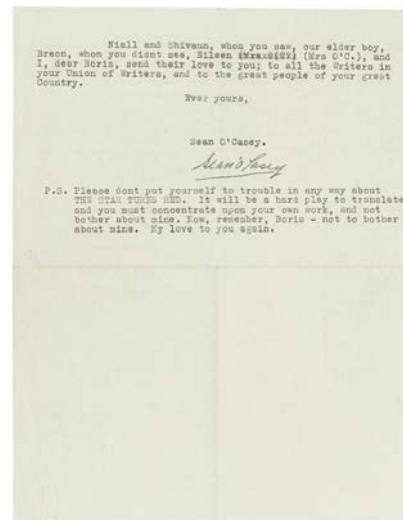 Niall and Shivaun, whom you saw, our elder boy,
Breon, whom you didnt see, Eileen (Mrs O'C.), and
I, dear Boris, send their love to you; to all the Writers in
your Union of Writers, and to the great people of your great
Country.
Ever yours,
Sean O'Casey.
Sean O'Casey
P.S. Please dont put yourself to trouble in any way about
THE STAR TURNS RED. It will be a hard play to translate
and you must concentrate upon your own work, and not
bother about mine. Now, remember, Boris - not to bother
about mine. My love to you again.